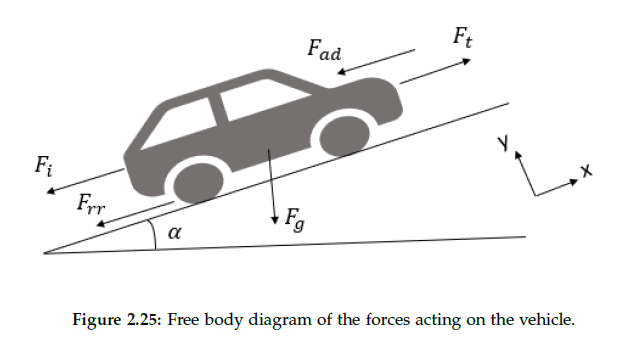 F_ad
F_t
F_i
F_rr
F_g
α
y
x
Figure 2.25: Free body diagram of the forces acting on the vehicle.